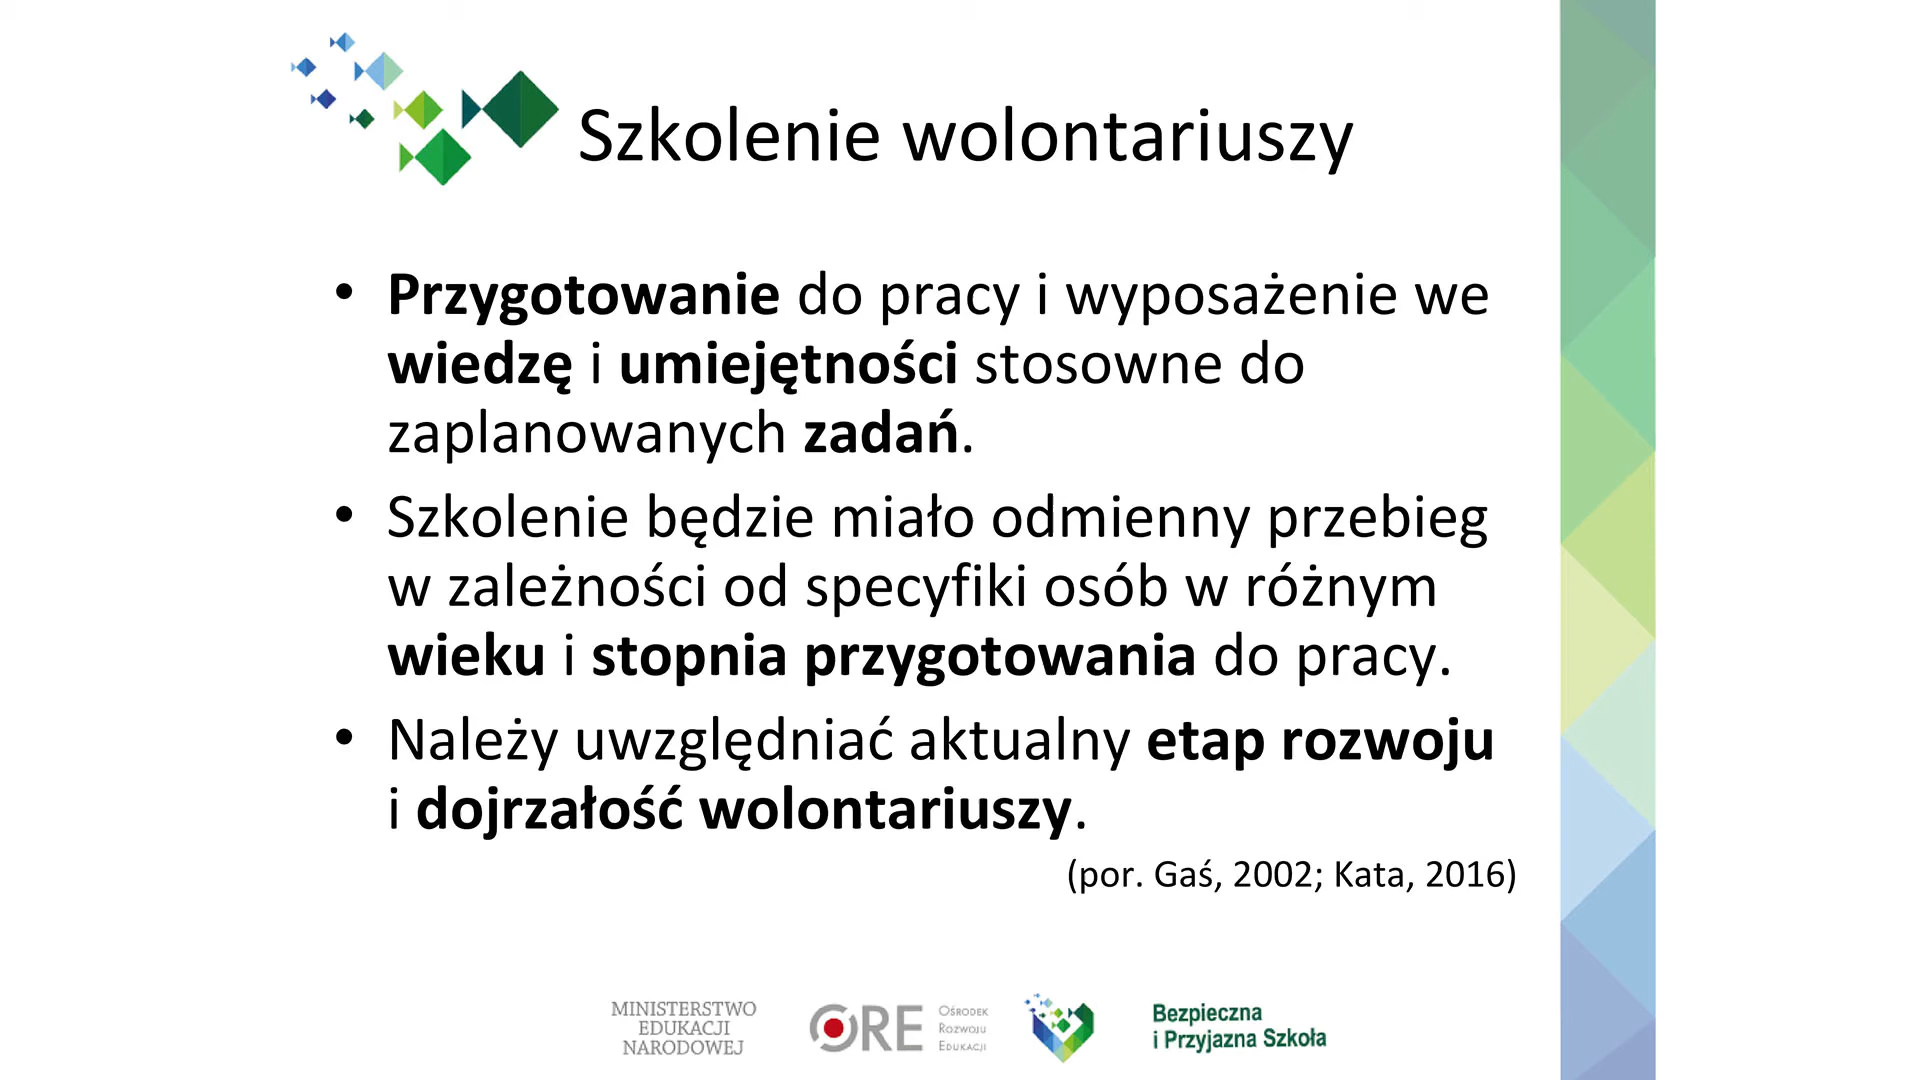 Szkolenie wolontariuszy
• Przygotowanie do pracy i wyposażenie we
wiedzę i umiejętności stosowne do
zaplanowanych zadań.
• Szkolenie będzie miało odmienny przebieg
w zależności od specyfiki osób w różnym
wieku i stopnia przygotowania do pracy.
• Należy uwzględniać aktualny etap rozwoju
i dojrzałość wolontariuszy.
(por. Gaś, 2002; Kata, 2016)
MINISTERSTWO
EDUKACJI
NARODOWEJ
ORE
Ośrodek
Rozwoju
Edukacji
Bezpieczna
i Przyjazna Szkoła